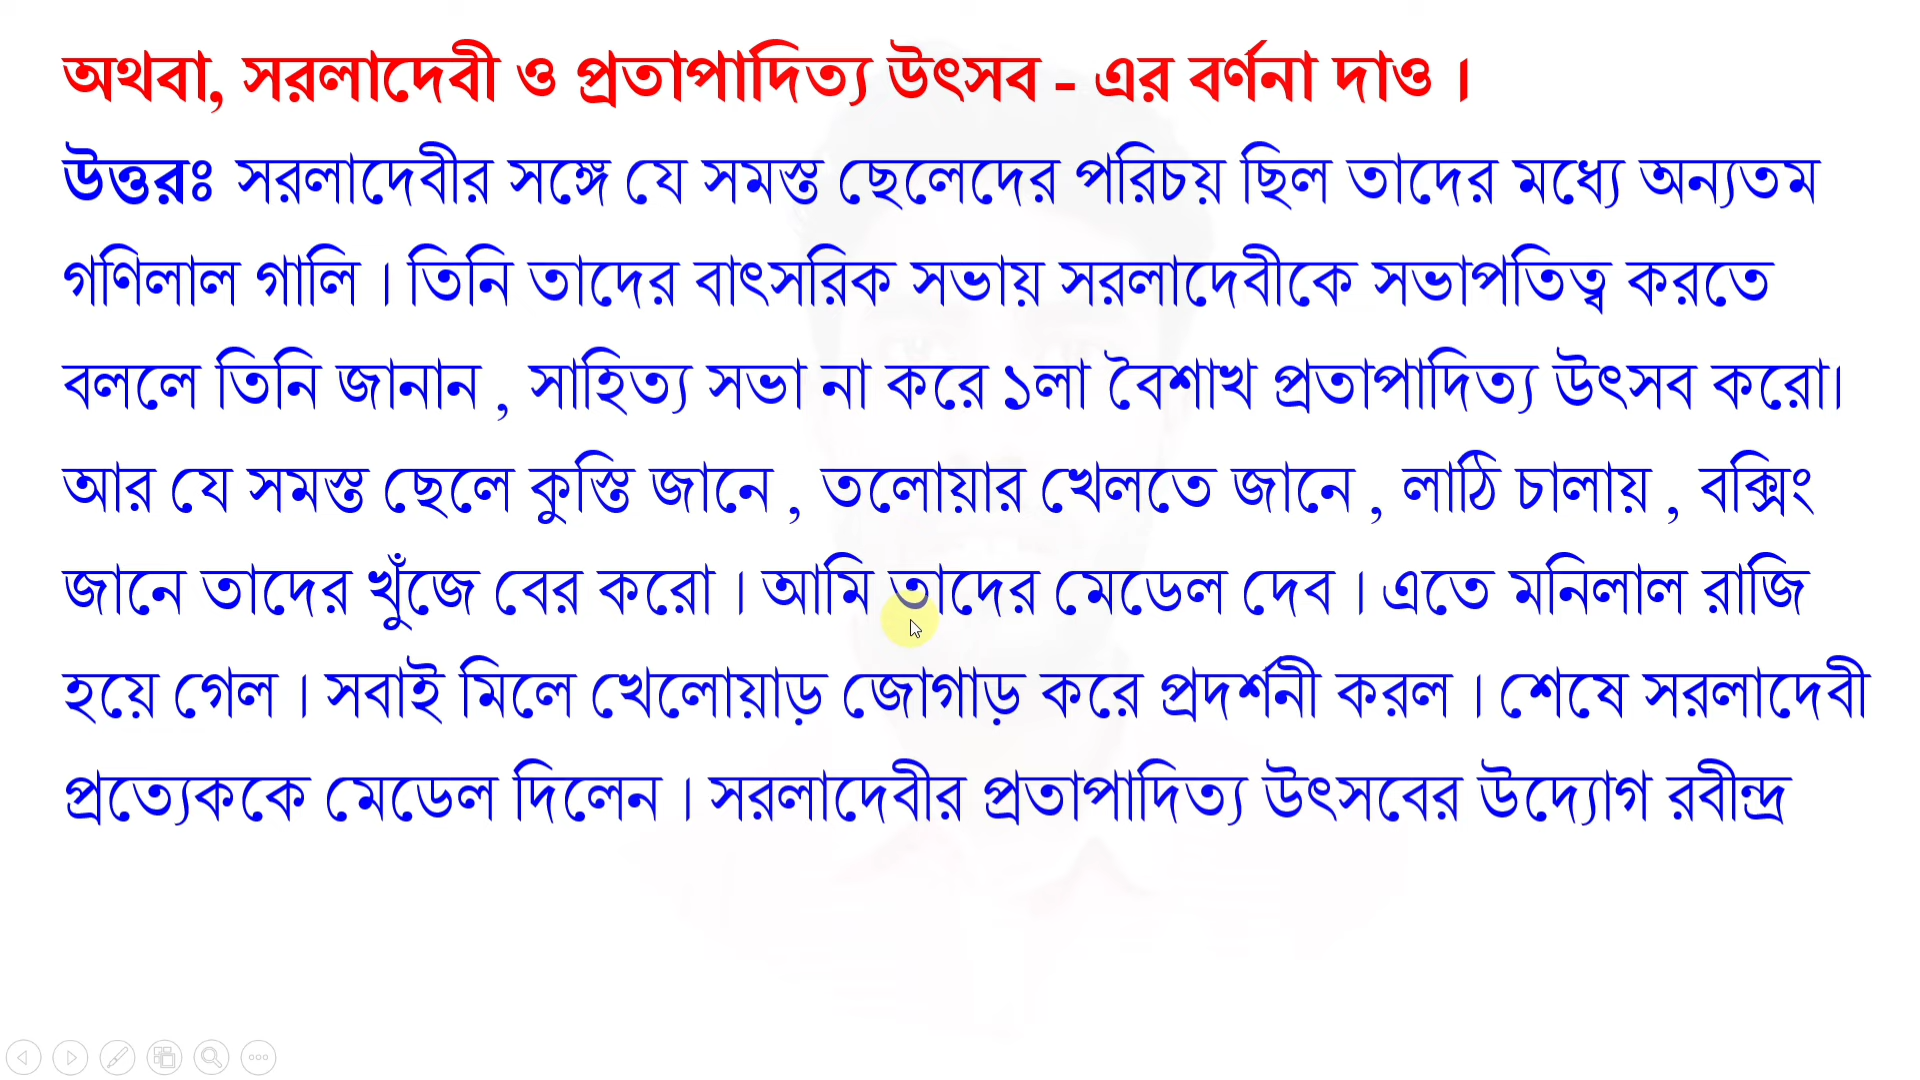 অথবা, সরলাদেবী ও প্রতাপাদিত্য উৎসব - এর বর্ণনা দাও ।
উত্তরঃ সরলাদেবীর সঙ্গে যে সমস্ত ছেলেদের পরিচয় ছিল তাদের মধ্যে অন্যতম
গণিলাল গালি । তিনি তাদের বাৎসরিক সভায় সরলাদেবীকে সভাপতিত্ব করতে
বললে তিনি জানান , সাহিত্য সভা না করে ১লা বৈশাখ প্রতাপাদিত্য উৎসব করো।
আর যে সমস্ত ছেলে কুস্তি জানে , তলোয়ার খেলতে জানে , লাঠি চালায় , বক্সিং
জানে তাদের খুঁজে বের করো । আমি তাদের মেডেল দেব । এতে মনিলাল রাজি
হয়ে গেল । সবাই মিলে খেলোয়াড় জোগাড় করে প্রদর্শনী করল । শেষে সরলাদেবী
প্রত্যেককে মেডেল দিলেন । সরলাদেবীর প্রতাপাদিত্য উৎসবের উদ্যোগ রবীন্দ্র